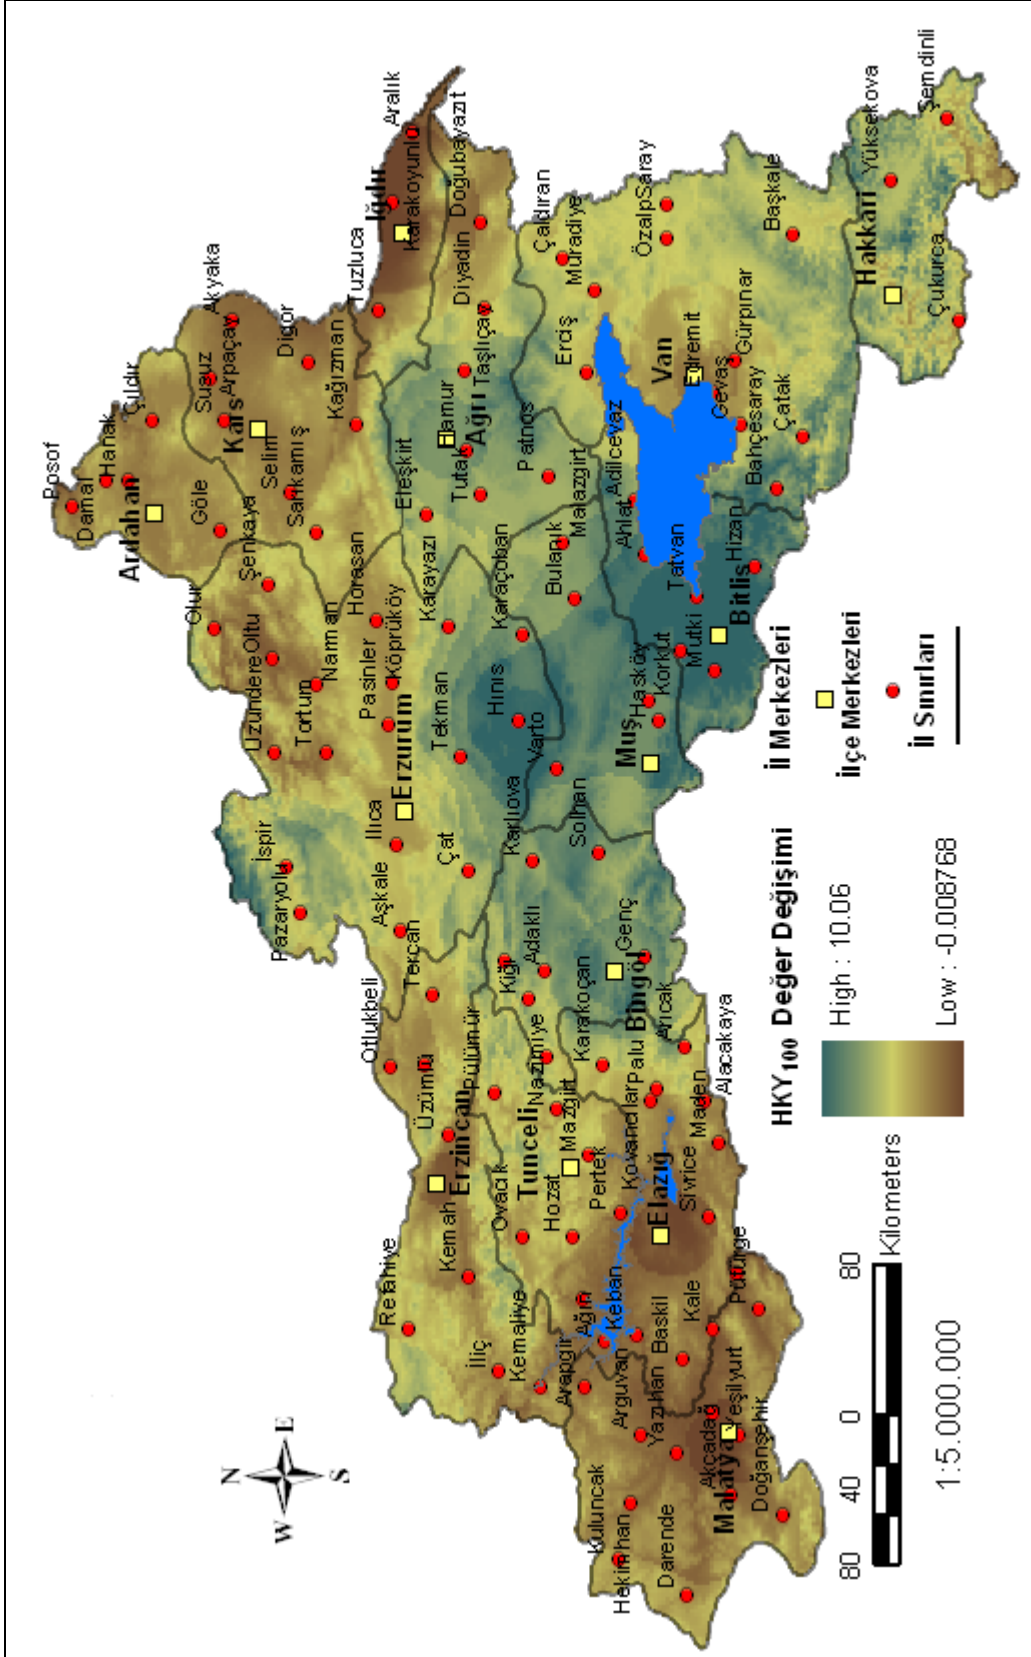 N
W
E
S
Posof
Damal
Hanak
Ardahan
Çıldır
Göle
Susuz
Arpaçay
Akyaka
Kars
Selim
Sarıkamış
Digor
Kağızman
Tuzluca
Iğdır
Karakoyunlu
Aralık
Doğubayazıt
Diyadin
Taşlıçay
Ağrı
Hamur
Eleşkirt
Tutak
Patnos
Olur
Şenkaya
Oltu
Uzundere
Tortum
Narman
Horasan
Pasinler
Köprüköy
Erzurum
Ilıca
Aşkale
İspir
Pazaryolu
Çat
Tekman
Karayazı
Hınıs
Karaçoban
Varto
Bulanık
Malazgirt
Muş
Hasköy
Korkut
Karlıova
Solhan
Adaklı
Kiğı
Genç
Bingöl
Tercan
Otlukbeli
Üzümlü
Erzincan
Refahiye
Kemah
İliç
Kemaliye
Pülümür
Nazimiye
Ovacık
Tunceli
Hozat
Mazgirt
Pertek
Karakoçan
Kovancılar
Palu
Arıcak
Alacakaya
Maden
Sivrice
Elazığ
Keban
Ağın
Baskil
Arapgir
Arguvan
Yazıhan
Kale
Pütürge
Kuluncak
Hekimhan
Darende
Akçadağ
Malatya
Yeşilyurt
Doğanşehir
Çaldıran
Muradiye
Erciş
Özalp
Saray
Van
Edremit
Gevaş
Gürpınar
Bahçesaray
Çatak
Başkale
Adilcevaz
Ahlat
Tatvan
Mutki
Bitlis
Hizan
Hakkari
Yüksekova
Şemdinli
Çukurca
HKY100 Değer Değişimi
High : 10.06
Low : -0.008768
İl Merkezleri
İlçe Merkezleri
İl Sınırları
80 40 0 80
Kilometers
1:5.000.000